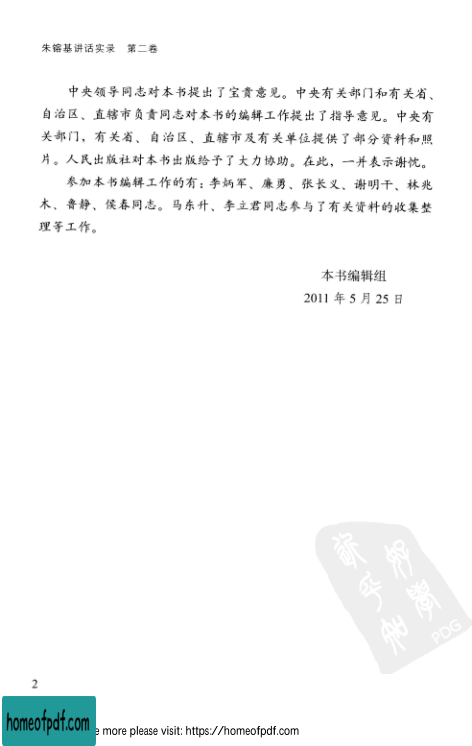 朱镕基讲话实录 第二卷
中央领导同志对本书提出了宝贵意见。中央有关部门和有关省、
自治区、直辖市负责同志对本书的编辑工作提出了指导意见。中央有
关部门，有关省、自治区、直辖市及有关单位提供了部分资料和照
片。人民出版社对本书出版给予了大力协助。在此，一并表示谢忱。
参加本书编辑工作的有：李炳军、廉勇、张长义、谢明干、林兆
木、鲁静、侯春同志。马东升、李立君同志参与了有关资料的收集整
理等工作。
本书编辑组
2011 年 5 月 25 日
PDG
2
homeofpdf.com
e more please visit: https://homeofpdf.com